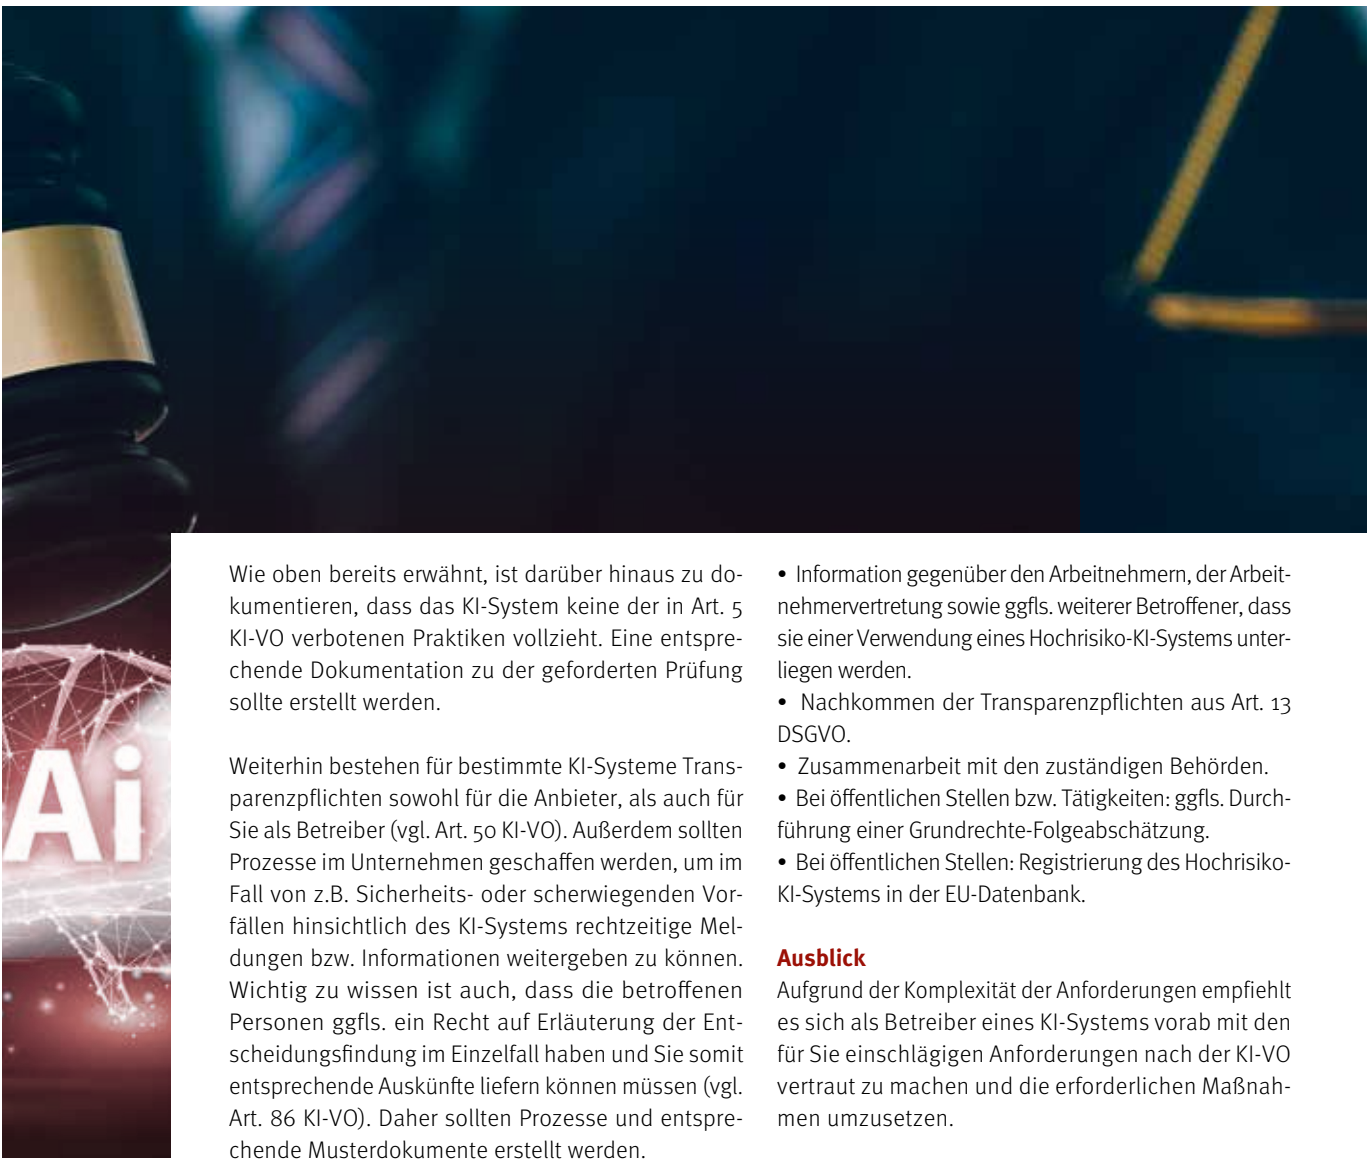 Ai
Wie oben bereits erwähnt, ist darüber hinaus zu do-
kumentieren, dass das KI-System keine der in Art. 5
KI-VO verbotenen Praktiken vollzieht. Eine entspre-
chende Dokumentation zu der geforderten Prüfung
sollte erstellt werden.
Weiterhin bestehen für bestimmte KI-Systeme Trans-
parenzpflichten sowohl für die Anbieter, als auch für
Sie als Betreiber (vgl. Art. 50 KI-VO). Außerdem sollten
Prozesse im Unternehmen geschaffen werden, um im
Fall von z.B. Sicherheits- oder scherwiegenden Vor-
fällen hinsichtlich des KI-Systems rechtzeitige Mel-
dungen bzw. Informationen weitergeben zu können.
Wichtig zu wissen ist auch, dass die betroffenen
Personen ggfls. ein Recht auf Erläuterung der Ent-
scheidungsfindung im Einzelfall haben und Sie somit
entsprechende Auskünfte liefern können müssen (vgl.
Art. 86 KI-VO). Daher sollten Prozesse und entspre-
chende Musterdokumente erstellt werden.
• Information gegenüber den Arbeitnehmern, der Arbeit-
nehmervertretung sowie ggfls. weiterer Betroffener, dass
sie einer Verwendung eines Hochrisiko-KI-Systems unter-
liegen werden.
• Nachkommen der Transparenzpflichten aus Art. 13
DSGVO.
• Zusammenarbeit mit den zuständigen Behörden.
• Bei öffentlichen Stellen bzw. Tätigkeiten: ggfls. Durch-
führung einer Grundrechte-Folgeabschätzung.
• Bei öffentlichen Stellen: Registrierung des Hochrisiko-
KI-Systems in der EU-Datenbank.
Ausblick
Aufgrund der Komplexität der Anforderungen empfiehlt
es sich als Betreiber eines KI-Systems vorab mit den
für Sie einschlägigen Anforderungen nach der KI-VO
vertraut zu machen und die erforderlichen Maßnah-
men umzusetzen.